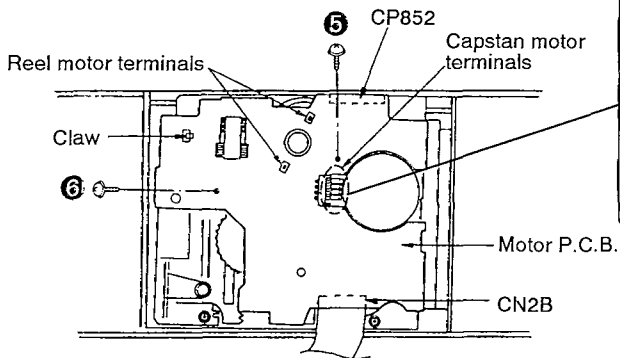 5
CP852
Capstan motor
terminals
Reel motor terminals
Claw
6
Motor P.C.B.
CN2B